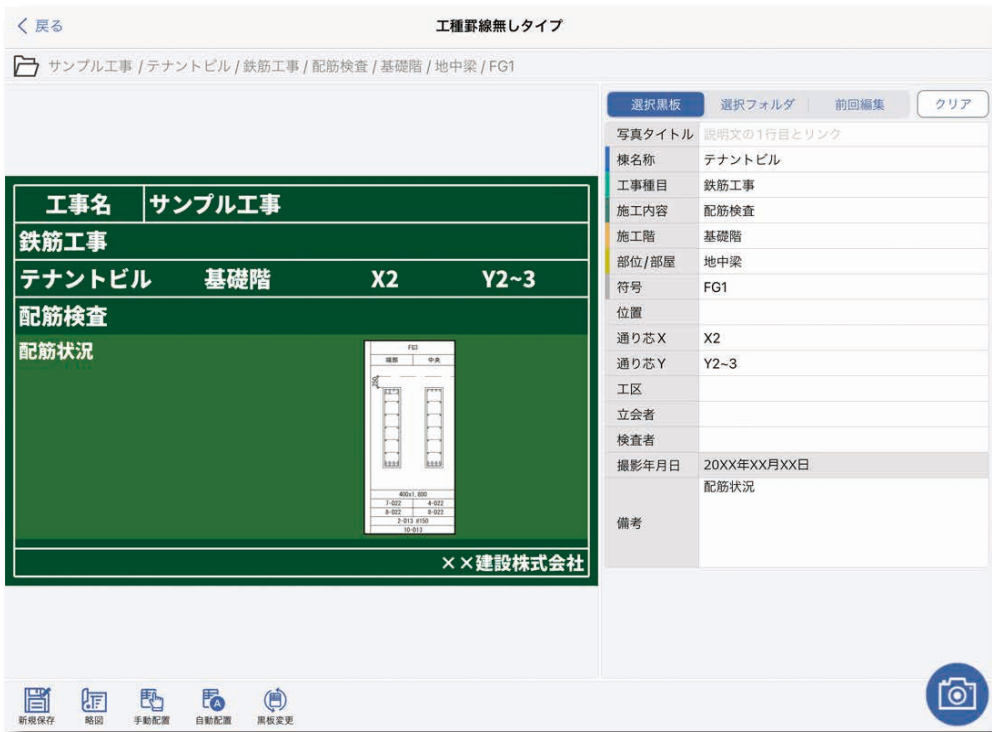 戻る
工種罫線無しタイプ
サンプル工事 / テナントビル / 鉄筋工事 / 配筋検査 / 基礎階 / 地中梁 / FG1
選択黒板 選択フォルダ 前回編集 クリア
写真タイトル 説明文の1行目とリンク
棟名称 テナントビル
工事種目 鉄筋工事
施工内容 配筋検査
施工階 基礎階
部位/部屋 地中梁
符号 FG1
位置
通り芯X X2
通り芯Y Y2~3
工区
立会者
検査者
撮影年月日 20XX年XX月XX日
備考 配筋状況
工事名 サンプル工事
鉄筋工事
テナントビル 基礎階 X2 Y2~3
配筋検査
配筋状況
端部 中央
400x1,800
7-D22 4-D22
××建設株式会社
新規保存 略図 手動配置 自動配置 黒板変更